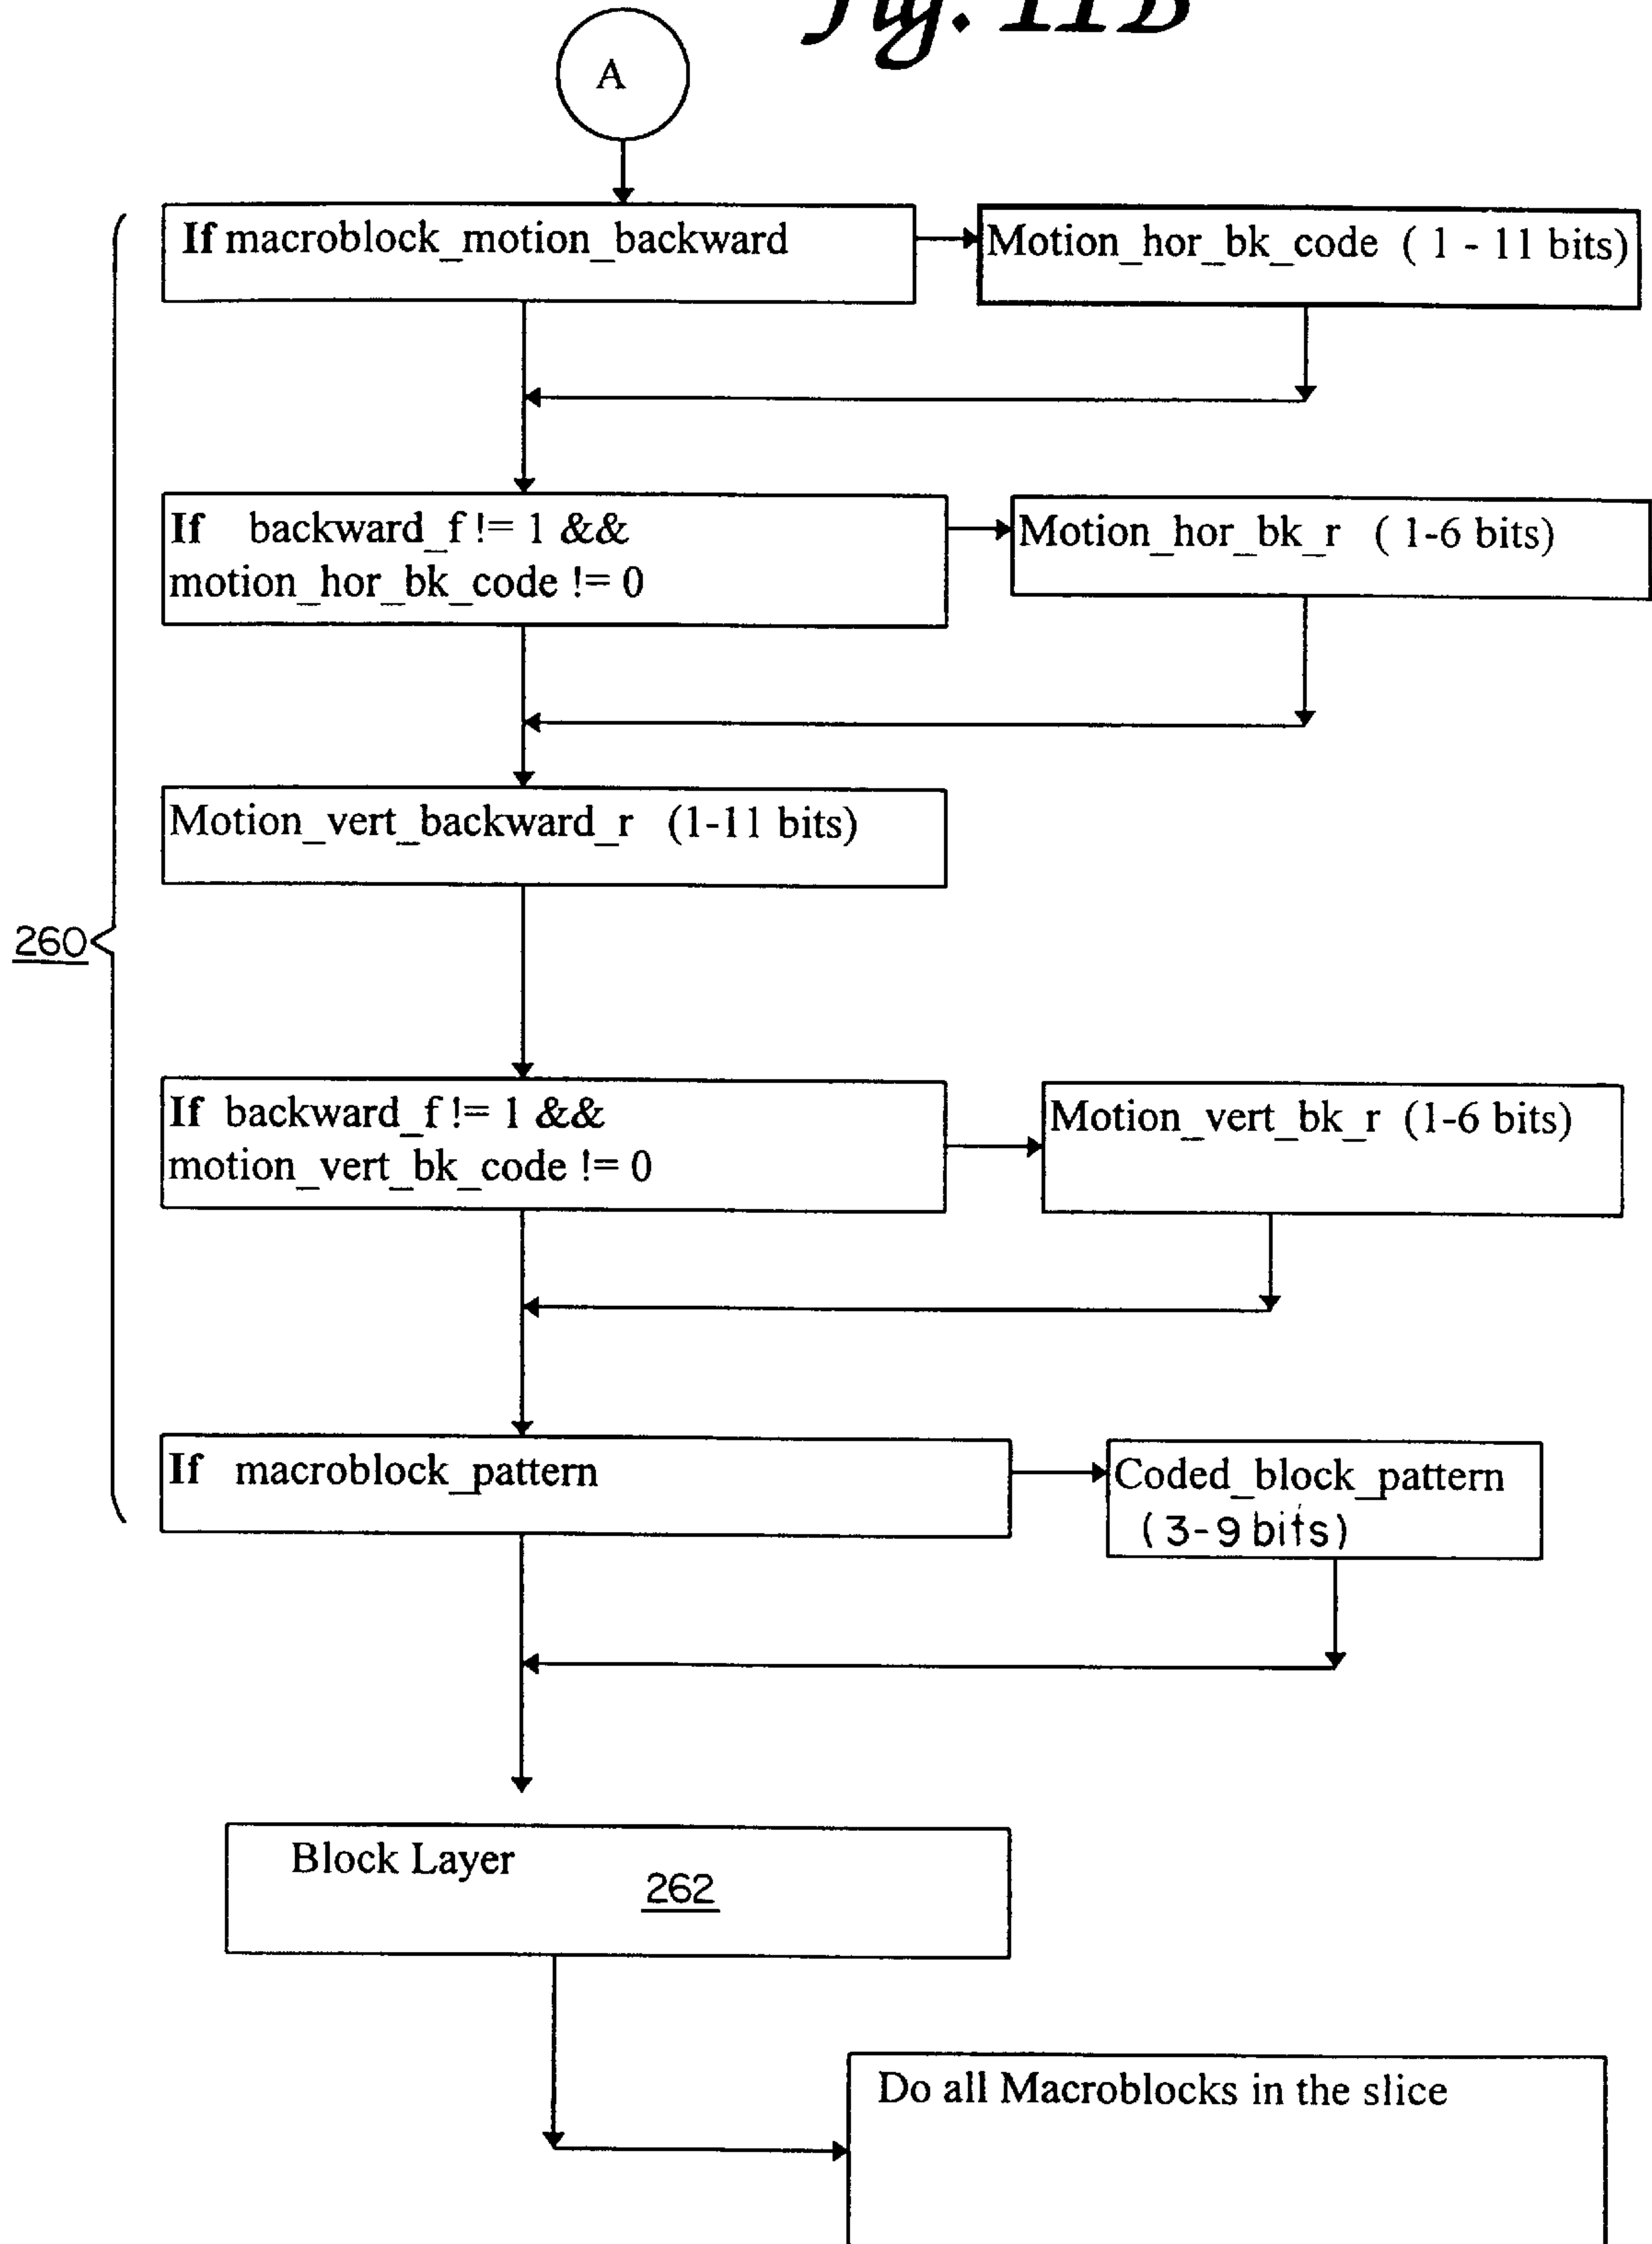 Fig. 11B
A
If macroblock_motion_backward
Motion_hor_bk_code ( 1 - 11 bits)
If backward_f != 1 &&
motion_hor_bk_code != 0
Motion_hor_bk_r ( 1-6 bits)
Motion_vert_backward_r (1-11 bits)
260
If backward_f != 1 &&
motion_vert_bk_code != 0
Motion_vert_bk_r (1-6 bits)
If macroblock_pattern
Coded_block_pattern
(3-9 bits)
Block Layer
262
Do all Macroblocks in the slice